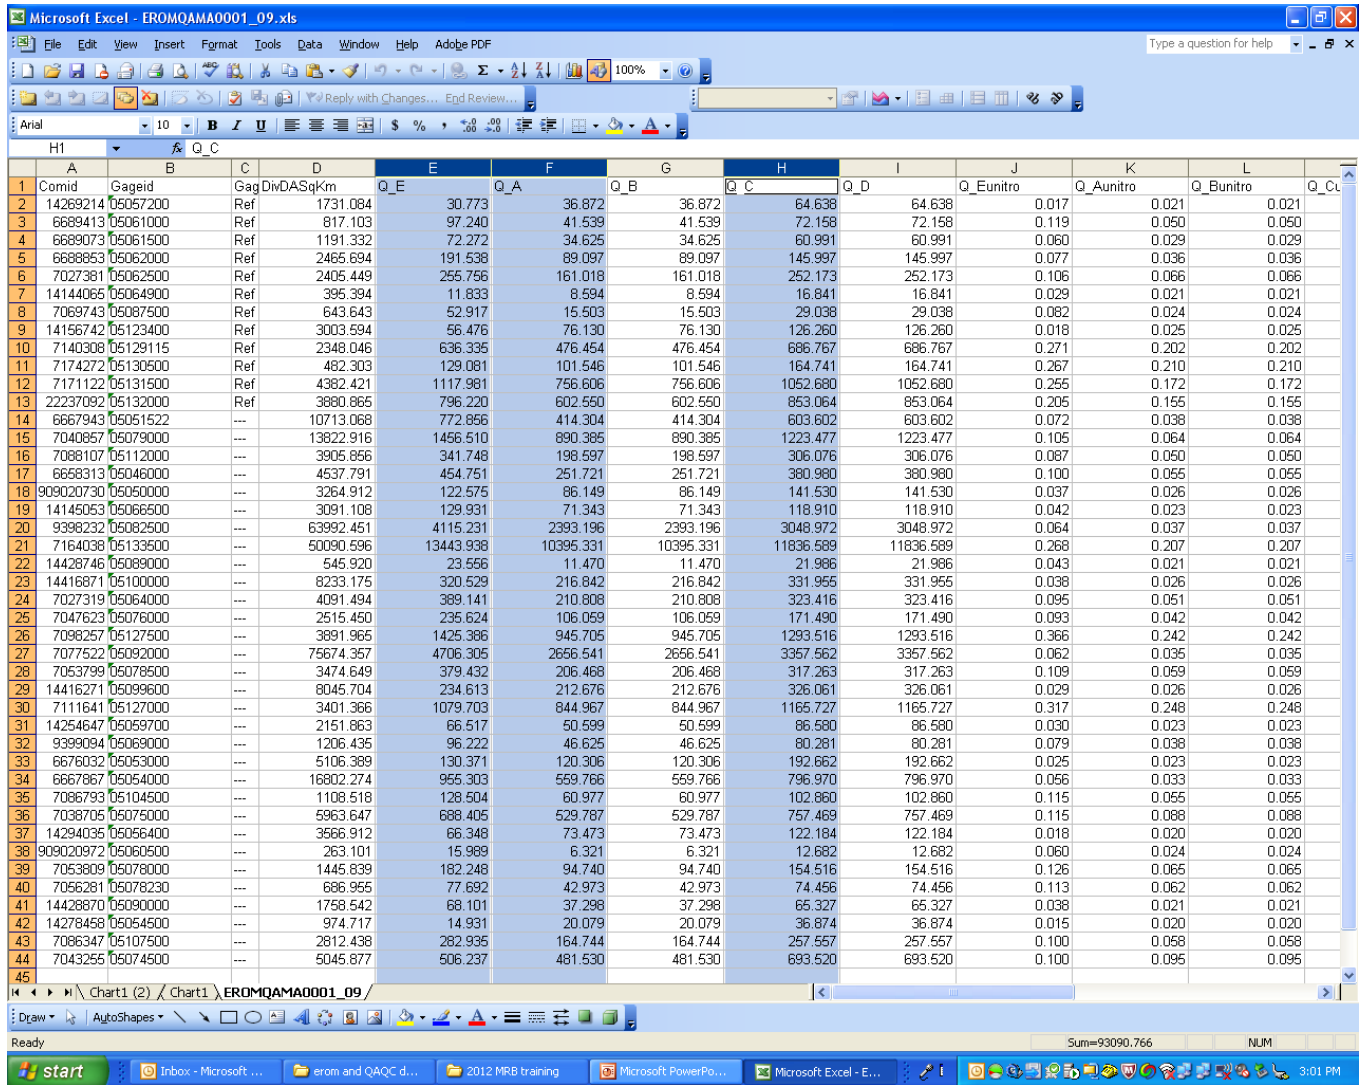 Microsoft Excel - EROMQAMA0001_09.xls
File Edit View Insert Format Tools Data Window Help Adobe PDF Type a question for help
100%
Reply with Changes... End Review...
Arial 10 B I U $ % ,
H1 fx Q_C
A B C D E F G H I J K L
1 Comid Gageid Gag DivDASqKm Q_E Q_A Q_B Q_C Q_D Q_Eunitro Q_Aunitro Q_Bunitro Q_Cu
2 14269214 05057200 Ref 1731.084 30.773 36.872 36.872 64.638 64.638 0.017 0.021 0.021
3 6689413 05061000 Ref 817.103 97.240 41.539 41.539 72.158 72.158 0.119 0.050 0.050
4 6689073 05061500 Ref 1191.332 72.272 34.625 34.625 60.991 60.991 0.060 0.029 0.029
5 6688853 05062000 Ref 2465.694 191.538 89.097 89.097 145.997 145.997 0.077 0.036 0.036
6 7027381 05062500 Ref 2405.449 255.756 161.018 161.018 252.173 252.173 0.106 0.066 0.066
7 14144065 05064900 Ref 395.394 11.833 8.594 8.594 16.841 16.841 0.029 0.021 0.021
8 7069743 05087500 Ref 643.643 52.917 15.503 15.503 29.038 29.038 0.082 0.024 0.024
9 14156742 05123400 Ref 3003.594 56.476 76.130 76.130 126.260 126.260 0.018 0.025 0.025
10 7140308 05129115 Ref 2348.046 636.335 476.454 476.454 686.767 686.767 0.271 0.202 0.202
11 7174272 05130500 Ref 482.303 129.081 101.546 101.546 164.741 164.741 0.267 0.210 0.210
12 7171122 05131500 Ref 4382.421 1117.981 756.606 756.606 1052.680 1052.680 0.255 0.172 0.172
13 22237092 05132000 Ref 3880.865 796.220 602.550 602.550 853.064 853.064 0.205 0.155 0.155
14 6667943 05051522 --- 10713.068 772.856 414.304 414.304 603.602 603.602 0.072 0.038 0.038
15 7040857 05079000 --- 13822.916 1456.510 890.385 890.385 1223.477 1223.477 0.105 0.064 0.064
16 7088107 05112000 --- 3905.856 341.748 198.597 198.597 306.076 306.076 0.087 0.050 0.050
17 6658313 05046000 --- 4537.791 454.751 251.721 251.721 380.980 380.980 0.100 0.055 0.055
18 909020730 05050000 --- 3264.912 122.575 86.149 86.149 141.530 141.530 0.037 0.026 0.026
19 14145053 05066500 --- 3091.108 129.931 71.343 71.343 118.910 118.910 0.042 0.023 0.023
20 9398232 05082500 --- 63992.451 4115.231 2393.196 2393.196 3048.972 3048.972 0.064 0.037 0.037
21 7164038 05133500 --- 50090.596 13443.938 10395.331 10395.331 11836.589 11836.589 0.268 0.207 0.207
22 14428746 05089000 --- 545.920 23.556 11.470 11.470 21.986 21.986 0.043 0.021 0.021
23 14416871 05100000 --- 8233.175 320.529 216.842 216.842 331.955 331.955 0.038 0.026 0.026
24 7027319 05064000 --- 4091.494 389.141 210.808 210.808 323.416 323.416 0.095 0.051 0.051
25 7047623 05076000 --- 2515.450 235.624 106.059 106.059 171.490 171.490 0.093 0.042 0.042
26 7098257 05127500 --- 3891.965 1425.386 945.705 945.705 1293.516 1293.516 0.366 0.242 0.242
27 7077522 05092000 --- 75674.357 4706.305 2656.541 2656.541 3357.562 3357.562 0.062 0.035 0.035
28 7053799 05078500 --- 3474.649 379.432 206.468 206.468 317.263 317.263 0.109 0.059 0.059
29 14416271 05099600 --- 8045.704 234.613 212.676 212.676 326.061 326.061 0.029 0.026 0.026
30 7111641 05127000 --- 3401.366 1079.703 844.967 844.967 1165.727 1165.727 0.317 0.248 0.248
31 14254647 05059700 --- 2151.863 66.517 50.599 50.599 86.580 86.580 0.030 0.023 0.023
32 9399094 05069000 --- 1206.435 96.222 46.625 46.625 80.281 80.281 0.079 0.038 0.038
33 6676032 05053000 --- 5106.389 130.371 120.306 120.306 192.662 192.662 0.025 0.023 0.023
34 6667867 05054000 --- 16802.274 955.303 559.766 559.766 796.970 796.970 0.056 0.033 0.033
35 7086793 05104500 --- 1108.518 128.504 60.977 60.977 102.860 102.860 0.115 0.055 0.055
36 7038705 05075000 --- 5963.647 688.405 529.787 529.787 757.469 757.469 0.115 0.088 0.088
37 14294035 05056400 --- 3566.912 66.348 73.473 73.473 122.184 122.184 0.018 0.020 0.020
38 909020972 05060500 --- 263.101 15.989 6.321 6.321 12.682 12.682 0.060 0.024 0.024
39 7053809 05078000 --- 1445.839 182.248 94.740 94.740 154.516 154.516 0.126 0.065 0.065
40 7056281 05078230 --- 686.955 77.692 42.973 42.973 74.456 74.456 0.113 0.062 0.062
41 14428870 05090000 --- 1758.542 68.101 37.298 37.298 65.327 65.327 0.038 0.021 0.021
42 14278458 05054500 --- 974.717 14.931 20.079 20.079 36.874 36.874 0.015 0.020 0.020
43 7086347 05107500 --- 2812.438 282.935 164.744 164.744 257.557 257.557 0.100 0.058 0.058
44 7043255 05074500 --- 5045.877 506.237 481.530 481.530 693.520 693.520 0.100 0.095 0.095
45
Chart1 (2) Chart1 EROMQAMA0001_09
Draw AutoShapes
Ready Sum=93090.766 NUM
start Inbox - Microsoft ... erom and QAQC d... 2012 MRB training Microsoft PowerPo... Microsoft Excel - E... 3:01 PM